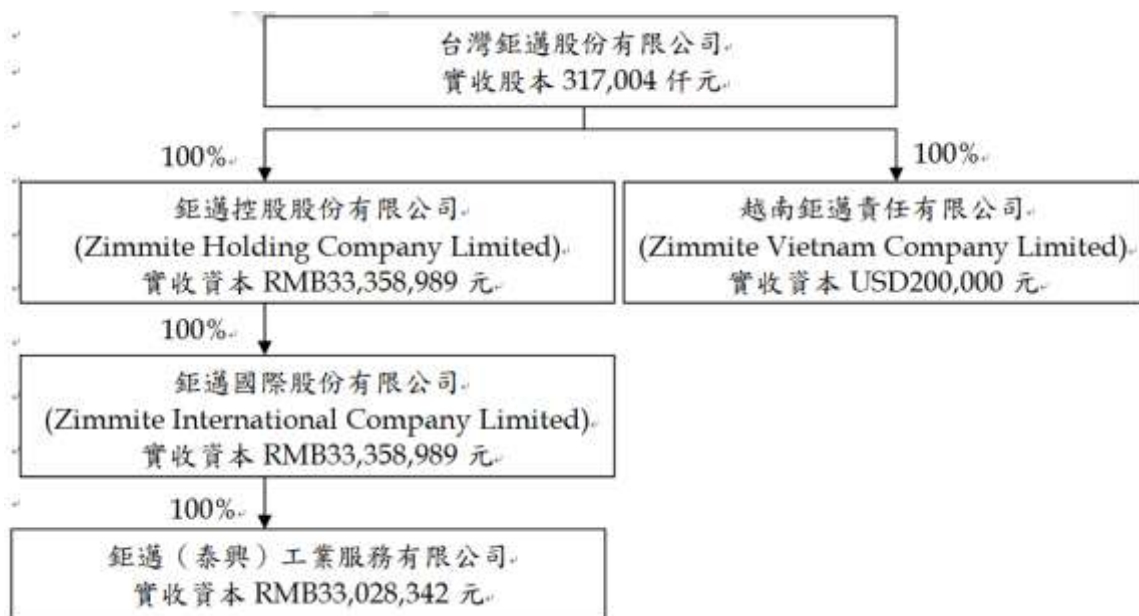 台灣鉅邁股份有限公司
實收股本 317,004 仟元
100%
100%
鉅邁控股股份有限公司
(Zimmite Holding Company Limited)
實收資本 RMB33,358,989 元
越南鉅邁責任有限公司
(Zimmite Vietnam Company Limited)
實收資本 USD200,000 元
100%
鉅邁國際股份有限公司
(Zimmite International Company Limited)
實收資本 RMB33,358,989 元
100%
鉅邁（泰興）工業服務有限公司
實收資本 RMB33,028,342 元